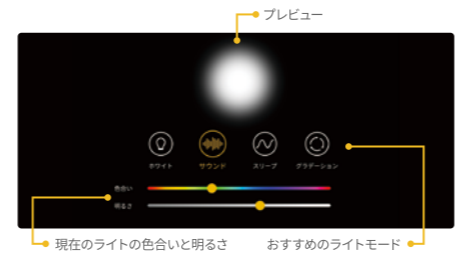 プレビュー
ホワイト
サウンド
スリープ
グラデーション
色合い
明るさ
現在のライトの色合いと明るさ
おすすめのライトモード